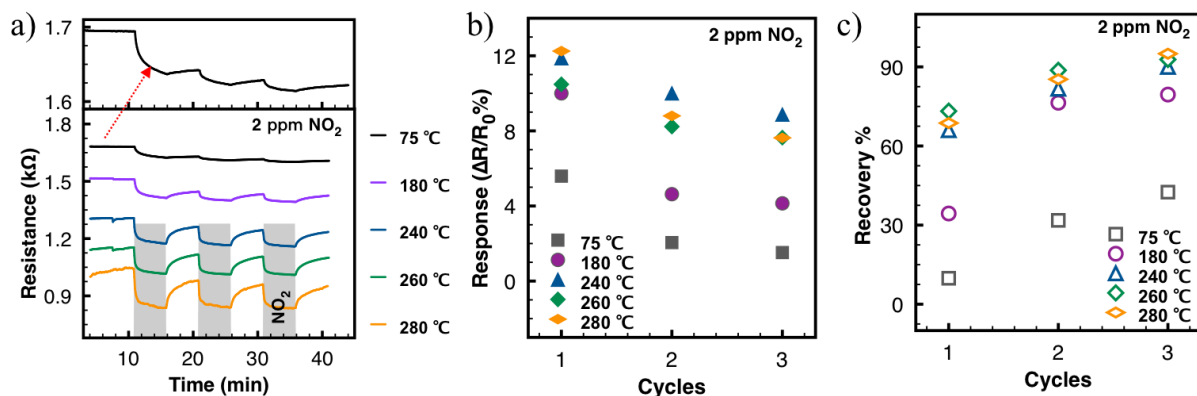 a)
1.7
1.6
1.8
1.5
1.2
0.9
Resistance (kΩ)
2 ppm NO₂
NO₂
10 20 30 40
Time (min)
75 ℃
180 ℃
240 ℃
260 ℃
280 ℃
b)
2 ppm NO₂
12
8
4
0
Response (ΔR/R₀%)
75 ℃
180 ℃
240 ℃
260 ℃
280 ℃
1 2 3
Cycles
c)
2 ppm NO₂
90
60
30
0
Recovery %
75 ℃
180 ℃
240 ℃
260 ℃
280 ℃
1 2 3
Cycles